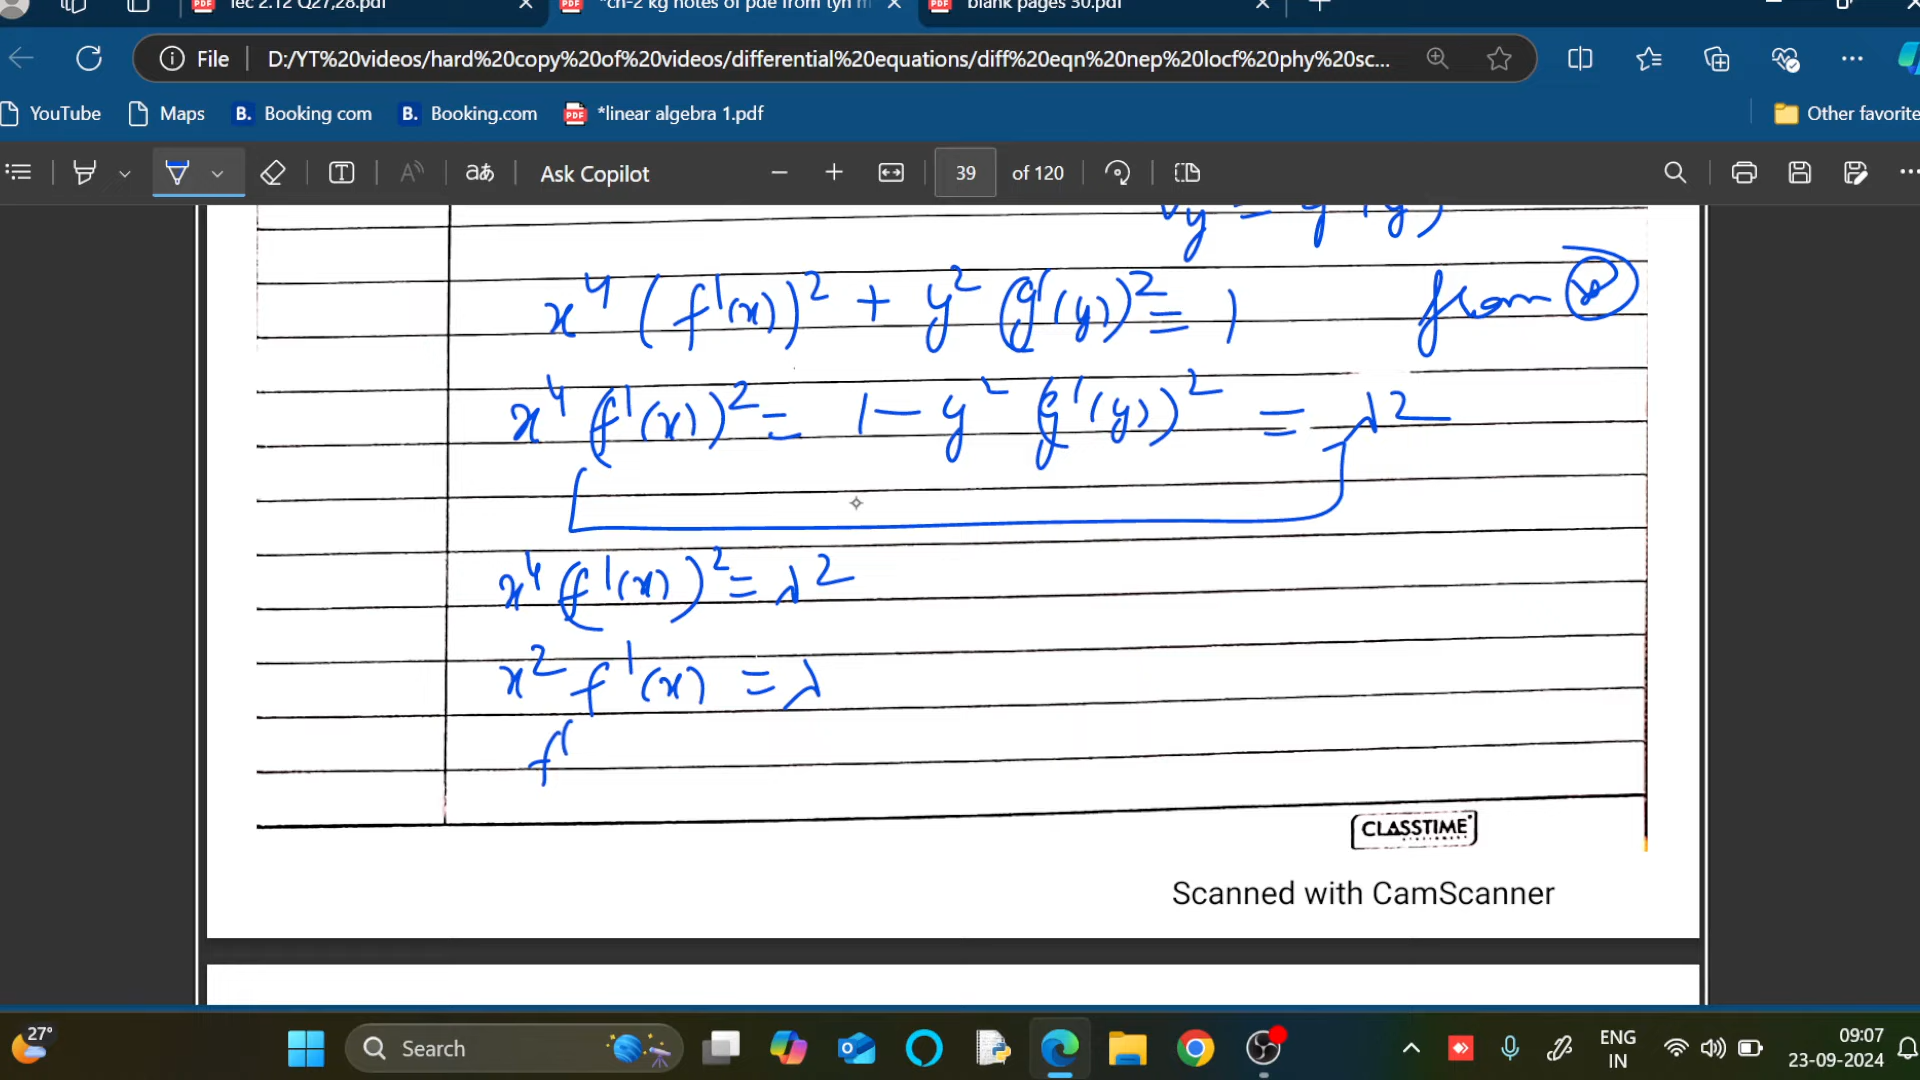 lec 2.12 Q27,28.pdf
*ch-2 kg notes of pde from tyn m
blank pages 30.pdf
File
D:/YT%20videos/hard%20copy%20of%20videos/differential%20equations/diff%20eqn%20nep%20locf%20phy%20sc...
YouTube
Maps
B. Booking.com
B. Booking.com
*linear algebra 1.pdf
Other favorite
Ask Copilot
39 of 120
x⁴ (f'(x))² + y² (g'(y))² = 1 from
x⁴ (f'(x))² = 1 - y² (g'(y))² = λ²
x⁴ (f'(x))² = λ²
x² f'(x) = λ
f'
CLASSTIME
Scanned with CamScanner
27°
Search
ENG
IN
09:07
23-09-2024